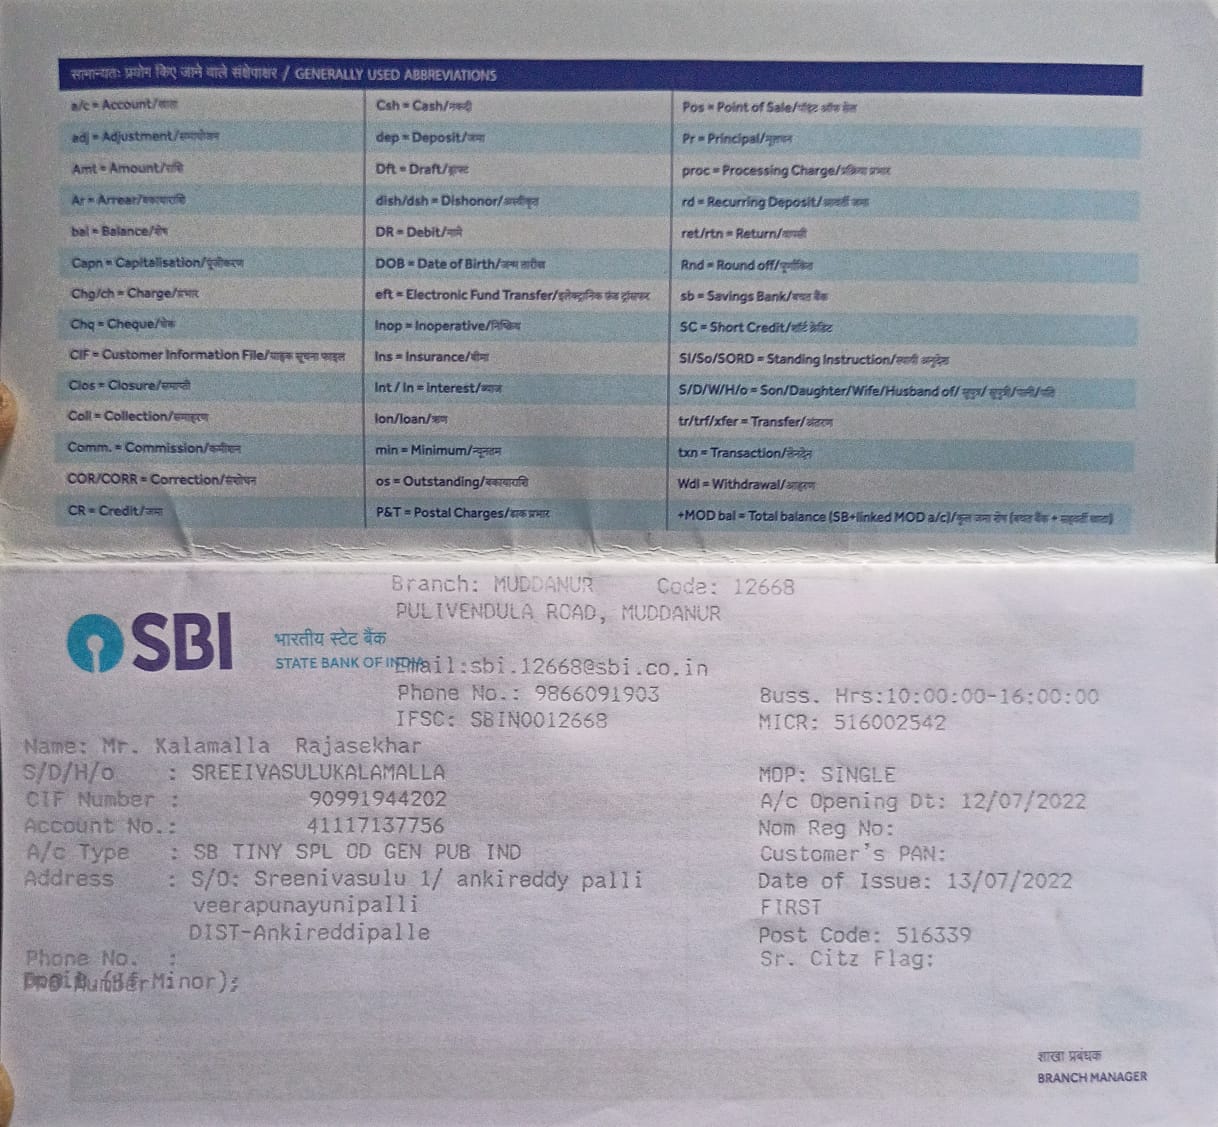 सामान्यतः प्रयोग किए जाने वाले संक्षेपाक्षर / GENERALLY USED ABBREVIATIONS
a/c = Account/खाता
adj = Adjustment/समायोजन
Amt = Amount/राशि
Ar = Arrear/बकायाराशि
bal = Balance/शेष
Capn = Capitalisation/पूंजीकरण
Chg/ch = Charge/प्रभार
Chq = Cheque/चेक
CIF = Customer Information File/ग्राहक सूचना फाइल
Clos = Closure/समाप्ती
Coll = Collection/समाहरण
Comm. = Commission/कमीशन
COR/CORR = Correction/संशोधन
CR = Credit/जमा
Csh = Cash/नकदी
dep = Deposit/जमा
Dft = Draft/ड्राफ्ट
dish/dsh = Dishonor/अस्वीकृत
DR = Debit/नामे
DOB = Date of Birth/जन्म तारीख
eft = Electronic Fund Transfer/इलेक्ट्रानिक फंड ट्रांसफर
Inop = Inoperative/निष्क्रिय
Ins = Insurance/बीमा
Int / In = Interest/ब्याज
lon/loan/ऋण
min = Minimum/न्यूनतम
os = Outstanding/बकायाराशि
P&T = Postal Charges/डाक प्रभार
Pos = Point of Sale/पॉइंट ऑफ सेल
Pr = Principal/मूलधन
proc = Processing Charge/प्रक्रिया प्रभार
rd = Recurring Deposit/आवर्ती जमा
ret/rtn = Return/वापसी
Rnd = Round off/पूर्णांकित
sb = Savings Bank/बचत बैंक
SC = Short Credit/शॉर्ट क्रेडिट
SI/So/SORD = Standing Instruction/स्थायी अनुदेश
S/D/W/H/o = Son/Daughter/Wife/Husband of/ सुपुत्र/ सुपुत्री/पत्नी/पति
tr/trf/xfer = Transfer/अंतरण
txn = Transaction/लेनदेन
Wdl = Withdrawal/आहरण
+MOD bal = Total balance (SB+linked MOD a/c)/कुल जमा शेष (बचत बैंक + सहवर्ती खाता)
Branch: MUDDANUR Code: 12668
PULIVENDULA ROAD, MUDDANUR
SBI
भारतीय स्टेट बैंक
STATE BANK OF INDIA
Email:sbi.12668@sbi.co.in
Phone No.: 9866091903 Buss. Hrs:10:00:00-16:00:00
IFSC: SBIN0012668 MICR: 516002542
Name: Mr. Kalamalla Rajasekhar
S/D/H/o : SREEIVASULUKALAMALLA MOP: SINGLE
CIF Number : 90991944202 A/c Opening Dt: 12/07/2022
Account No.: 41117137756 Nom Reg No:
A/c Type : SB TINY SPL OD GEN PUB IND Customer's PAN:
Address : S/O: Sreenivasulu 1/ ankireddy palli Date of Issue: 13/07/2022
veerapunayunipalli FIRST
DIST-Ankireddipalle Post Code: 516339
Phone No. : Sr. Citz Flag:
Minor):
शाखा प्रबंधक
BRANCH MANAGER